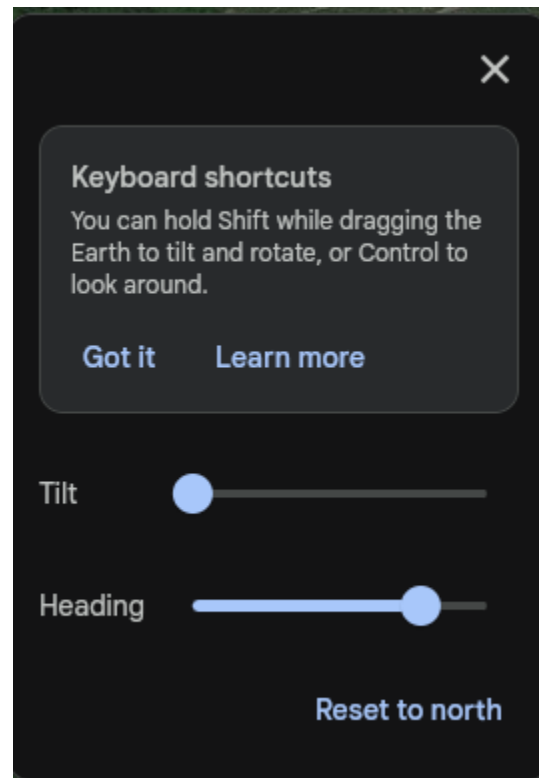 Keyboard shortcuts
You can hold Shift while dragging the
Earth to tilt and rotate, or Control to
look around.
Got it Learn more
Tilt
Heading
Reset to north